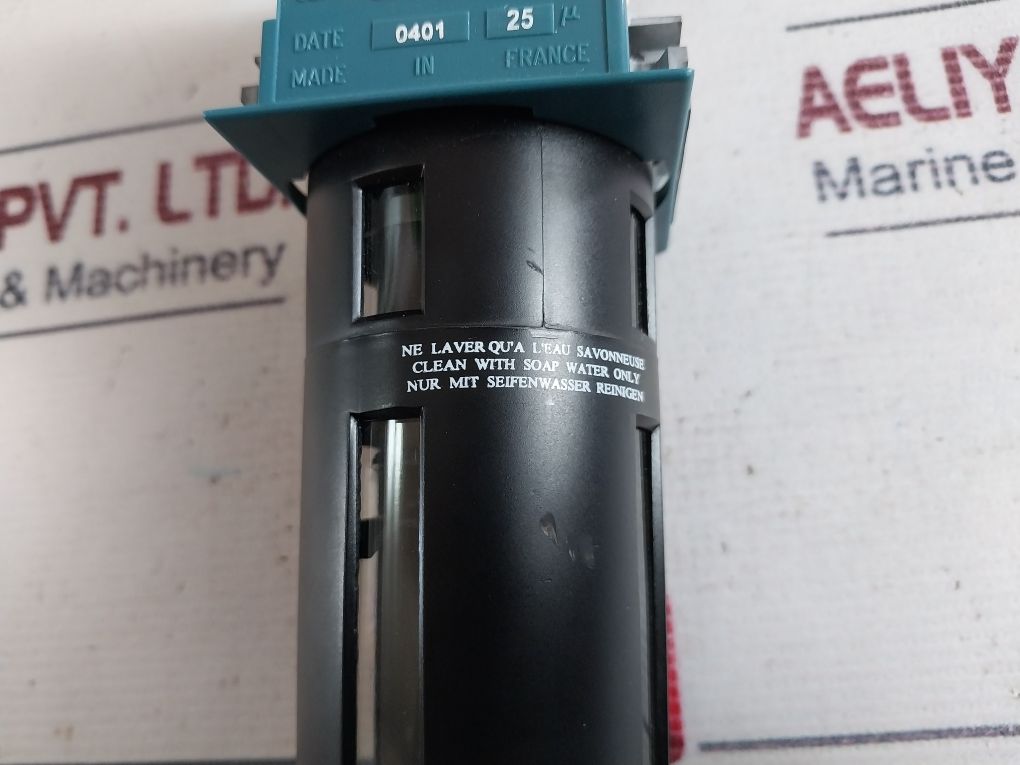 DATE 0401 25 µ
MADE IN FRANCE
NE LAVER QU'A L'EAU SAVONNEUSE
CLEAN WITH SOAP WATER ONLY
NUR MIT SEIFENWASSER REINIGEN
PVT. LTD.
& Machinery
AELIY
Marine